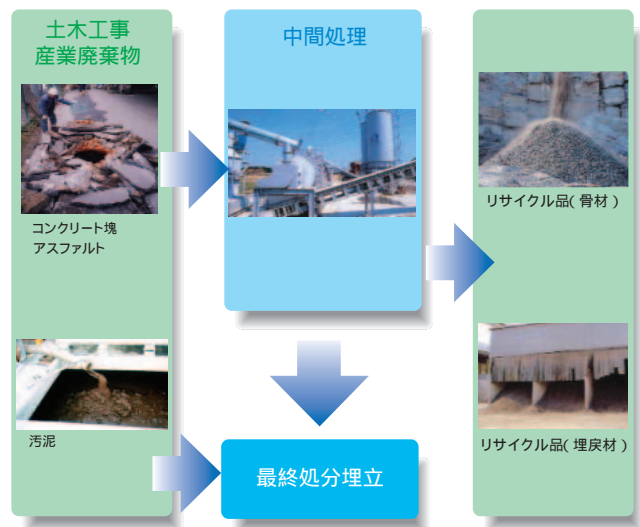 土木工事
産業廃棄物
コンクリート塊
アスファルト
汚泥
中間処理
最終処分埋立
リサイクル品(骨材)
リサイクル品(埋戻材)